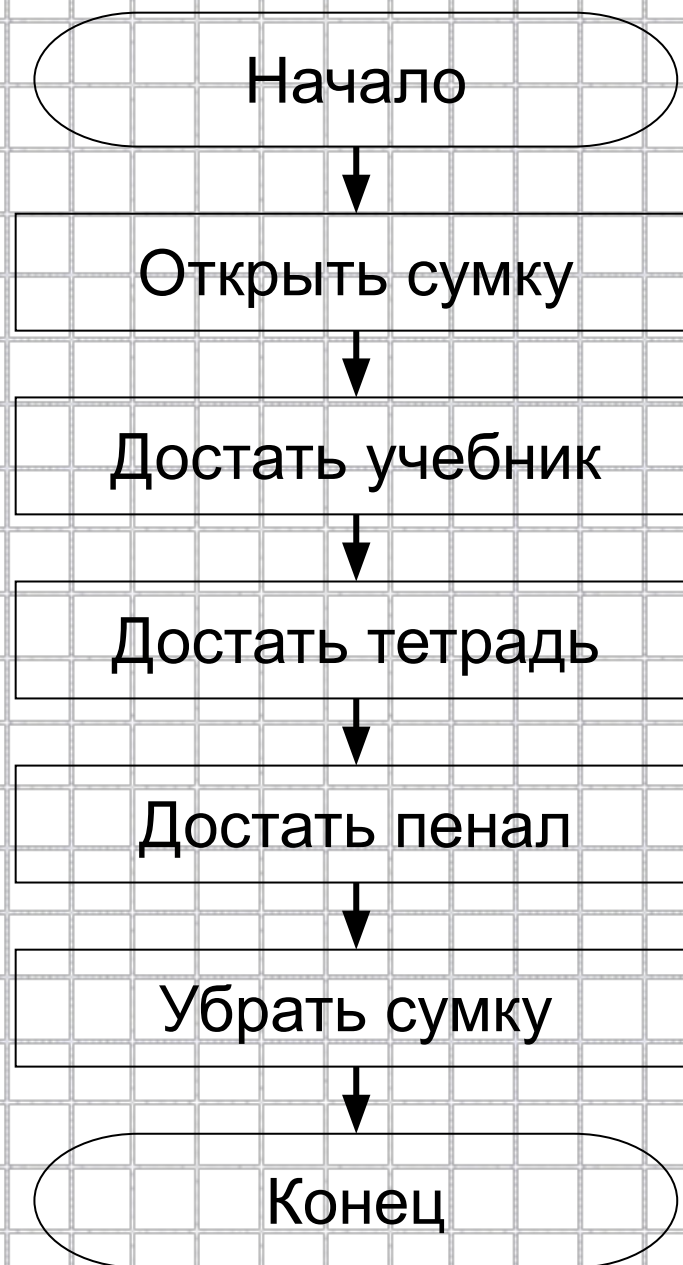 Начало
Открыть сумку
Достать учебник
Достать тетрадь
Достать пенал
Убрать сумку
Конец